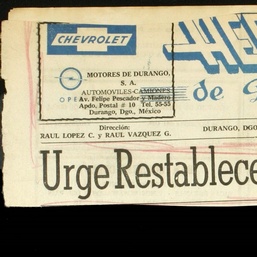 CHEVROLET
MOTORES DE DURANGO,
S. A.
AUTOMOVILES-CAMIONES
OPEL Av. Felipe Pescador y Madero
Apdo. Postal # 10 Tel. 55-55
Durango, Dgo., México
de
Dirección:
RAUL LOPEZ C. y RAUL VAZQUEZ G.
DURANGO, DGO
Urge Restablece